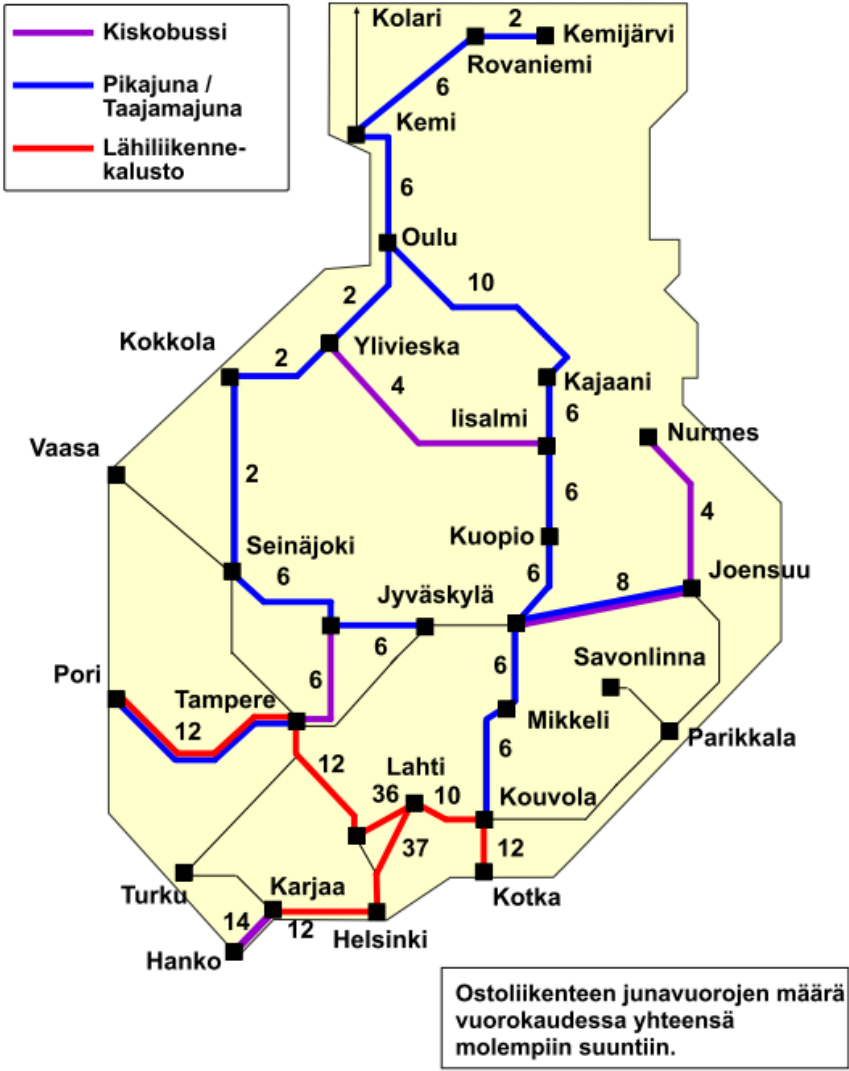 Kiskobussi
Pikajuna /
Taajamajuna
Lähiliikenne-
kalusto
Kolari
2
Kemijärvi
Rovaniemi
6
Kemi
6
Oulu
10
2
Kokkola
2
Ylivieska
4
Kajaani
Iisalmi
6
Nurmes
Vaasa
2
6
4
Kuopio
Seinäjoki
6
6
8
Joensuu
Jyväskylä
6
6
Savonlinna
Pori
Tampere
6
12
Mikkeli
Parikkala
12
Lahti
6
36
10
Kouvola
37
12
Turku
Karjaa
Kotka
14
12
Helsinki
Hanko
Ostoliikenteen junavuorojen määrä
vuorokaudessa yhteensä
molempiin suuntiin.